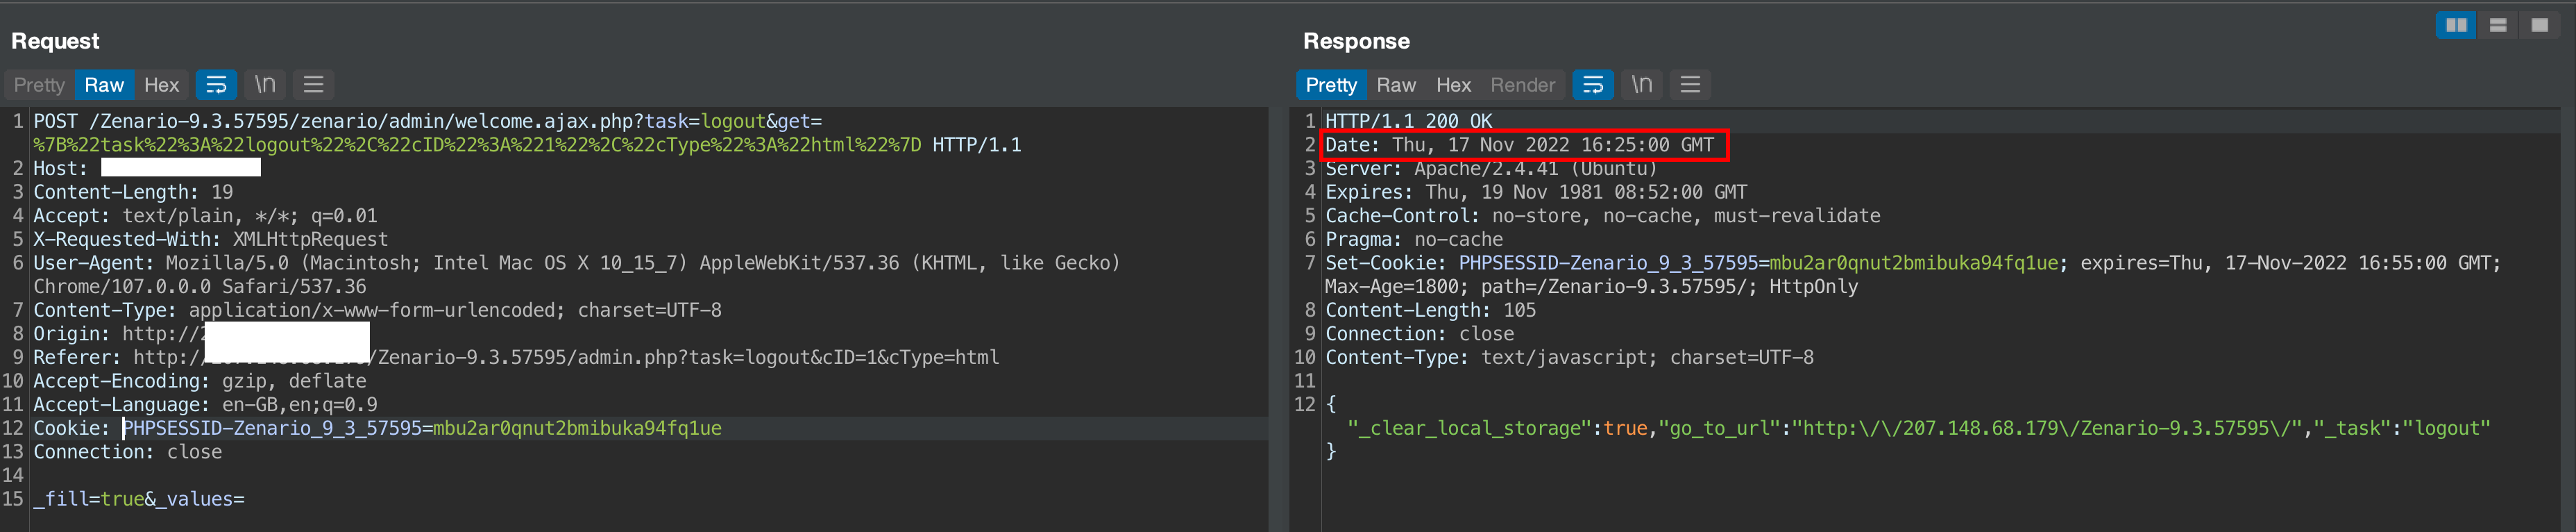 Request
Pretty Raw Hex \n
1 POST /Zenario-9.3.57595/zenario/admin/welcome.ajax.php?task=logout&get=
%7B%22task%22%3A%22logout%22%2C%22cID%22%3A%221%22%2C%22cType%22%3A%22html%22%7D HTTP/1.1
2 Host:
3 Content-Length: 19
4 Accept: text/plain, */*; q=0.01
5 X-Requested-With: XMLHttpRequest
6 User-Agent: Mozilla/5.0 (Macintosh; Intel Mac OS X 10_15_7) AppleWebKit/537.36 (KHTML, like Gecko)
Chrome/107.0.0.0 Safari/537.36
7 Content-Type: application/x-www-form-urlencoded; charset=UTF-8
8 Origin: http://
9 Referer: http:/ /Zenario-9.3.57595/admin.php?task=logout&cID=1&cType=html
10 Accept-Encoding: gzip, deflate
11 Accept-Language: en-GB,en;q=0.9
12 Cookie: PHPSESSID-Zenario_9_3_57595=mbu2ar0qnut2bmibuka94fq1ue
13 Connection: close
14
15 _fill=true&_values=
Response
Pretty Raw Hex Render \n
1 HTTP/1.1 200 OK
2 Date: Thu, 17 Nov 2022 16:25:00 GMT
3 Server: Apache/2.4.41 (Ubuntu)
4 Expires: Thu, 19 Nov 1981 08:52:00 GMT
5 Cache-Control: no-store, no-cache, must-revalidate
6 Pragma: no-cache
7 Set-Cookie: PHPSESSID-Zenario_9_3_57595=mbu2ar0qnut2bmibuka94fq1ue; expires=Thu, 17-Nov-2022 16:55:00 GMT;
Max-Age=1800; path=/Zenario-9.3.57595/; HttpOnly
8 Content-Length: 105
9 Connection: close
10 Content-Type: text/javascript; charset=UTF-8
11
12 {
"_clear_local_storage":true,"go_to_url":"http:\/\/207.148.68.179\/Zenario-9.3.57595\/","_task":"logout"
}